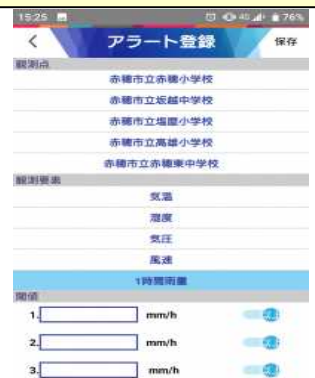 15:25 4G 76%
< アラート登録 保存
観測点
赤穂市立赤穂小学校
赤穂市立坂越中学校
赤穂市立塩屋小学校
赤穂市立高雄小学校
赤穂市立赤穂東中学校
観測要素
気温
湿度
気圧
風速
1時間雨量
閾値
1. mm/h
2. mm/h
3. mm/h